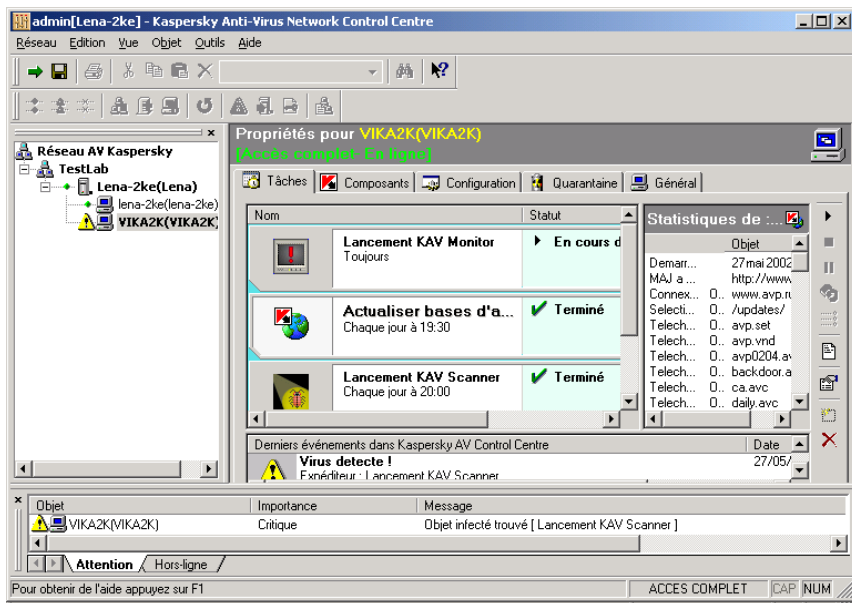 admin[Lena-2ke] - Kaspersky Anti-Virus Network Control Centre
Réseau Edition Vue Objet Outils Aide
Réseau AV Kaspersky
TestLab
Lena-2ke(Lena)
lena-2ke(lena-2ke)
VIKA2K(VIKA2K)
Propriétés pour VIKA2K(VIKA2K)
[Accès complet- En ligne]
Tâches Composants Configuration Quarantaine Général
Nom Statut
Lancement KAV Monitor En cours d
Toujours
Actualiser bases d'a... Terminé
Chaque jour à 19:30
Lancement KAV Scanner Terminé
Chaque jour à 20:00
Statistiques de :...
Objet
Demarr... 27 mai 2002
MAJ a ... http://www
Connex... O.. www.avp.ru
Selecti... O.. /updates/
Telech... O.. avp.set
Telech... O.. avp.vnd
Telech... O.. avp0204.av
Telech... O.. backdoor.a
Telech... O.. ca.avc
Telech... O.. daily.avc
Derniers événements dans Kaspersky AV Control Centre Date
Virus detecte ! 27/05/
Expéditeur : Lancement KAV Scanner
Objet Importance Message
VIKA2K(VIKA2K) Critique Objet infecté trouvé [ Lancement KAV Scanner ]
Attention Hors-ligne
Pour obtenir de l'aide appuyez sur F1 ACCES COMPLET CAP NUM